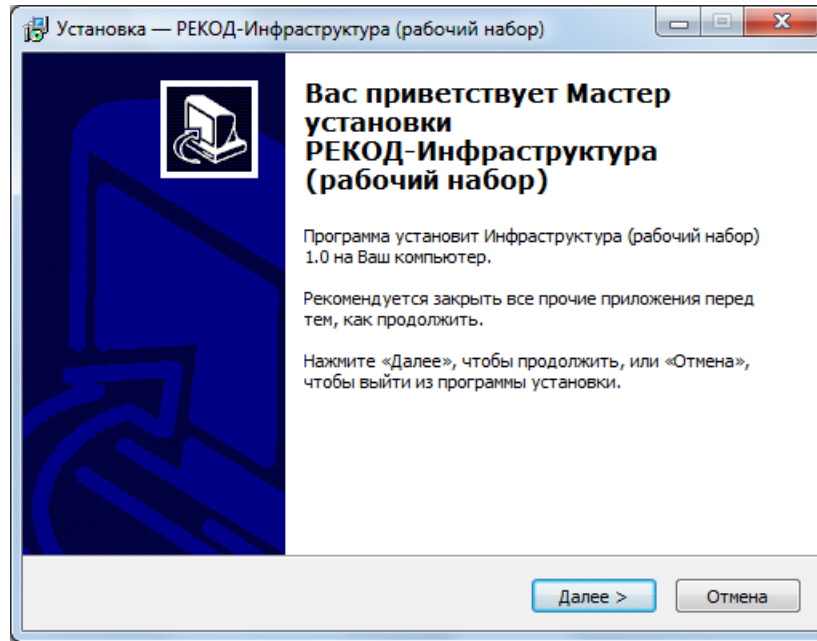 Установка — РЕКОД-Инфраструктура (рабочий набор)
Вас приветствует Мастер
установки
РЕКОД-Инфраструктура
(рабочий набор)
Программа установит Инфраструктура (рабочий набор)
1.0 на Ваш компьютер.
Рекомендуется закрыть все прочие приложения перед
тем, как продолжить.
Нажмите «Далее», чтобы продолжить, или «Отмена»,
чтобы выйти из программы установки.
Далее >
Отмена